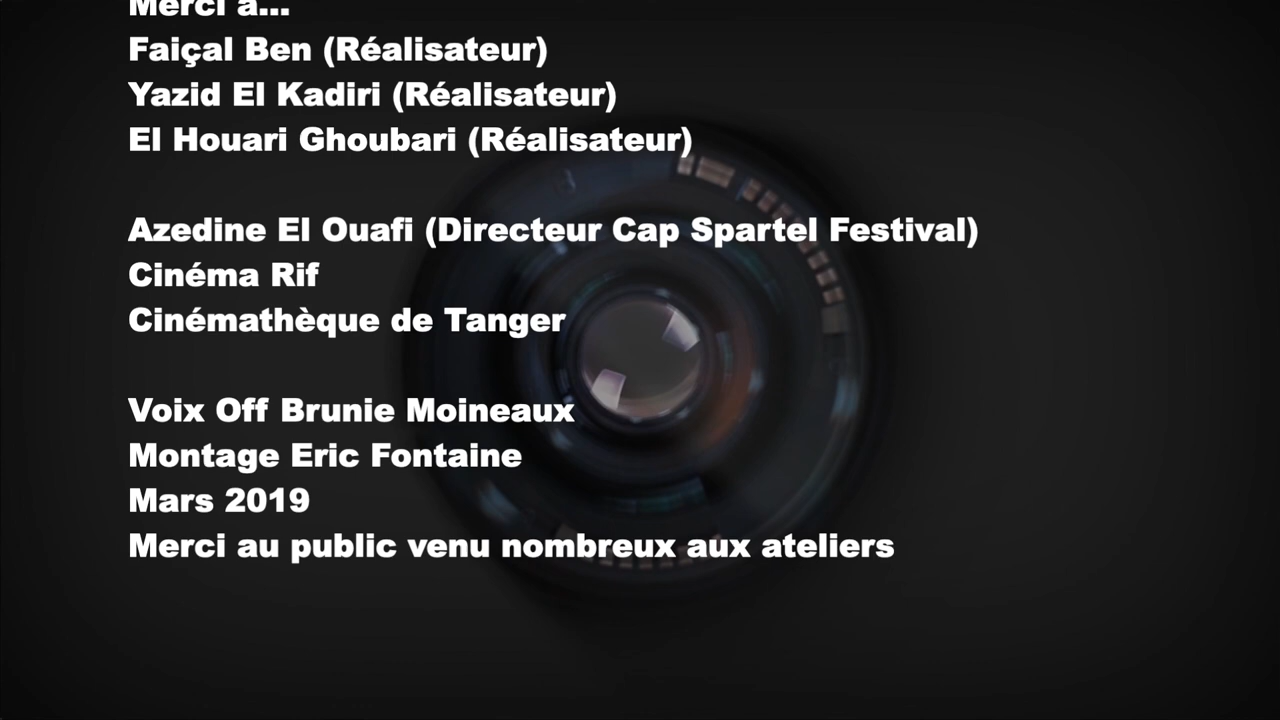 Merci à...
Faiçal Ben (Réalisateur)
Yazid El Kadiri (Réalisateur)
El Houari Ghoubari (Réalisateur)
Azedine El Ouafi (Directeur Cap Spartel Festival)
Cinéma Rif
Cinémathèque de Tanger
Voix Off Brunie Moineaux
Montage Eric Fontaine
Mars 2019
Merci au public venu nombreux aux ateliers